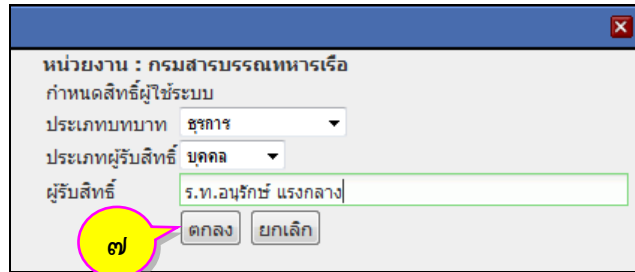 หน่วยงาน : กรมสารบรรณทหารเรือ
กำหนดสิทธิ์ผู้ใช้ระบบ
ประเภทบทบาท ธุรการ
ประเภทผู้รับสิทธิ์ บุคคล
ผู้รับสิทธิ์ ร.ท.อนุรักษ์ แรงกลาง
๗ ตกลง ยกเลิก